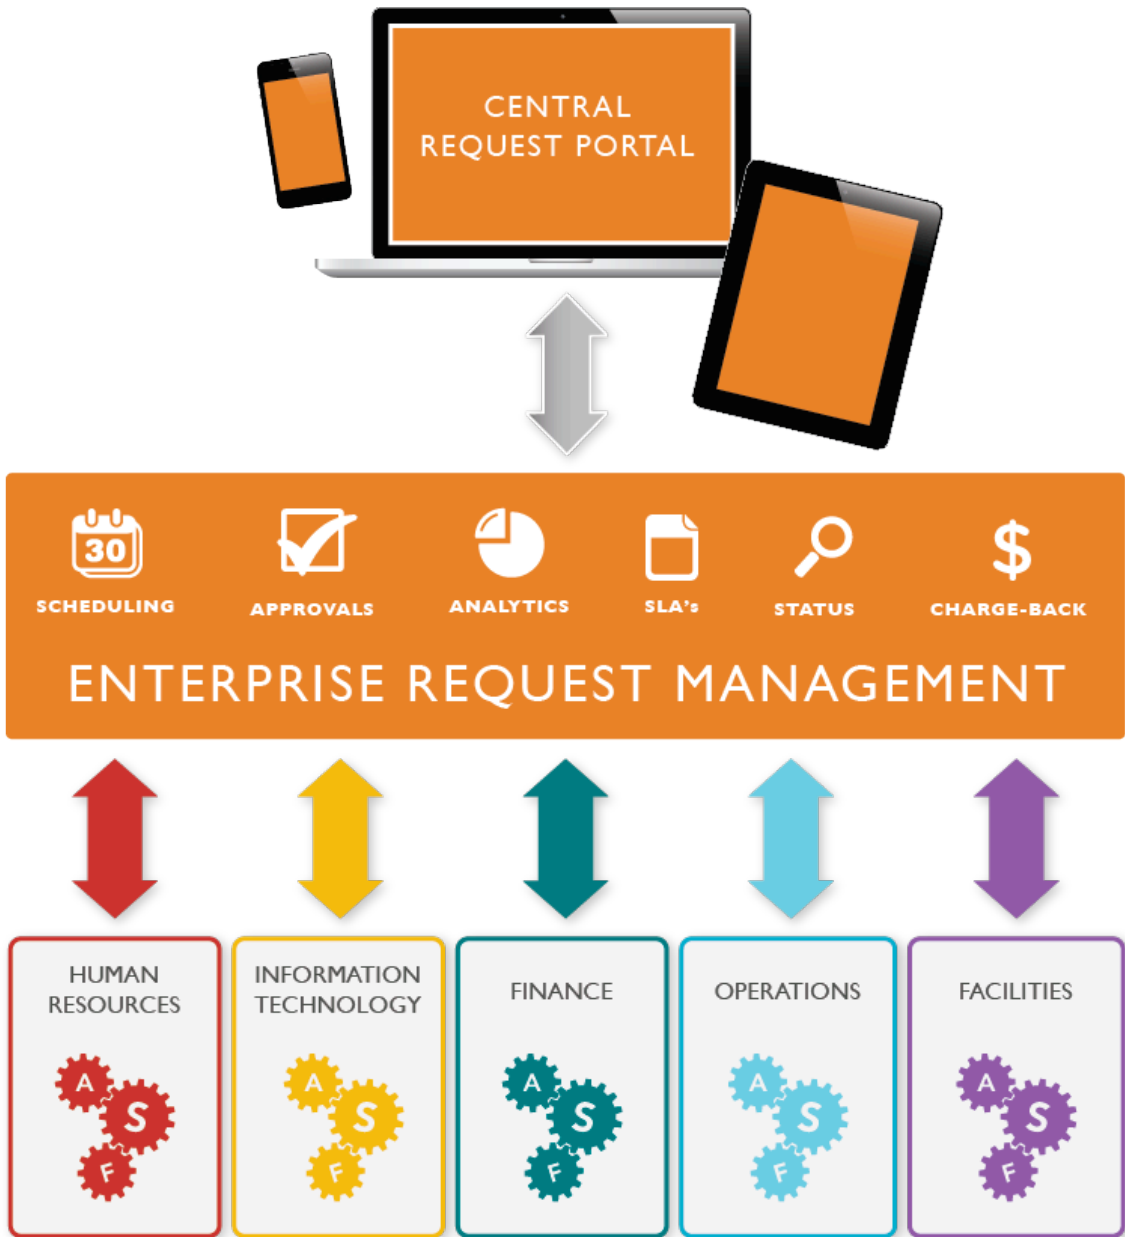 CENTRAL
REQUEST PORTAL
30
SCHEDULING
APPROVALS
ANALYTICS
SLA's
STATUS
$
CHARGE-BACK
ENTERPRISE REQUEST MANAGEMENT
HUMAN
RESOURCES
A
S
F
INFORMATION
TECHNOLOGY
A
S
F
FINANCE
A
S
F
OPERATIONS
A
S
F
FACILITIES
A
S
F